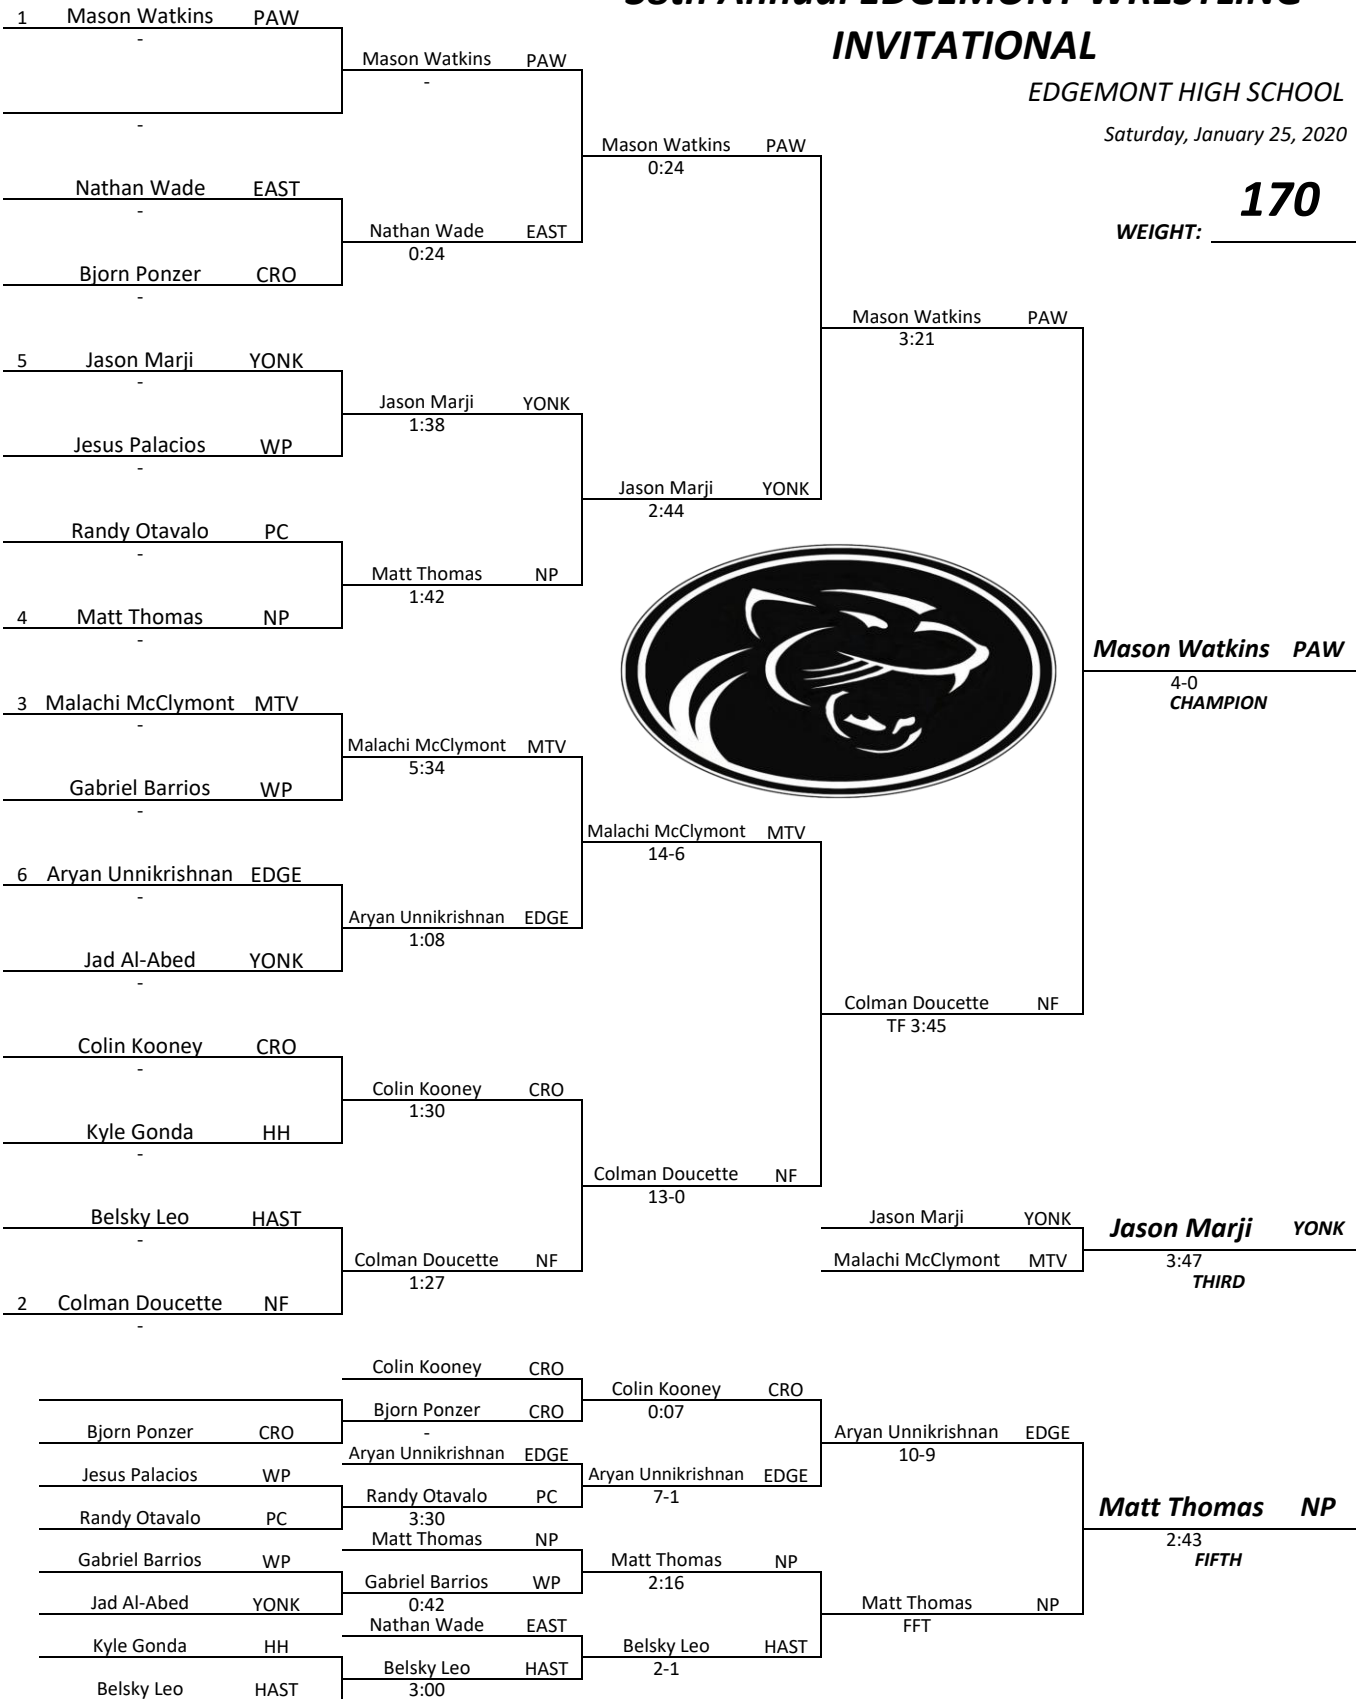 38th Annual EDGEMONT WRESTLING
INVITATIONAL
EDGEMONT HIGH SCHOOL
Saturday, January 25, 2020
170
WEIGHT:
1 Mason Watkins PAW
-
-
Nathan Wade EAST
-
Bjorn Ponzer CRO
-
5 Jason Marji YONK
-
Jesus Palacios WP
-
Randy Otavalo PC
-
4 Matt Thomas NP
-
3 Malachi McClymont MTV
-
Gabriel Barrios WP
-
6 Aryan Unnikrishnan EDGE
-
Jad Al-Abed YONK
-
Colin Kooney CRO
-
Kyle Gonda HH
-
Belsky Leo HAST
-
2 Colman Doucette NF
-
Mason Watkins PAW
-
Nathan Wade EAST
0:24
Jason Marji YONK
1:38
Matt Thomas NP
1:42
Malachi McClymont MTV
5:34
Aryan Unnikrishnan EDGE
1:08
Colin Kooney CRO
1:30
Colman Doucette NF
1:27
Mason Watkins PAW
0:24
Jason Marji YONK
2:44
Malachi McClymont MTV
14-6
Colman Doucette NF
13-0
Mason Watkins PAW
3:21
Colman Doucette NF
TF 3:45
Mason Watkins PAW
4-0
CHAMPION
Jason Marji YONK
Malachi McClymont MTV
Jason Marji YONK
3:47
THIRD
Bjorn Ponzer CRO
Jesus Palacios WP
Randy Otavalo PC
Gabriel Barrios WP
Jad Al-Abed YONK
Kyle Gonda HH
Belsky Leo HAST
Colin Kooney CRO
Bjorn Ponzer CRO
-
Aryan Unnikrishnan EDGE
Randy Otavalo PC
3:30
Matt Thomas NP
Gabriel Barrios WP
0:42
Nathan Wade EAST
Belsky Leo HAST
3:00
Colin Kooney CRO
0:07
Aryan Unnikrishnan EDGE
7-1
Matt Thomas NP
2:16
Belsky Leo HAST
2-1
Aryan Unnikrishnan EDGE
10-9
Matt Thomas NP
FFT
Matt Thomas NP
2:43
FIFTH